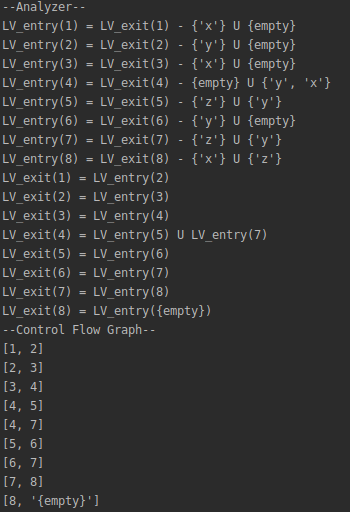 --Analyzer--
LV_entry(1) = LV_exit(1) - {'x'} U {empty}
LV_entry(2) = LV_exit(2) - {'y'} U {empty}
LV_entry(3) = LV_exit(3) - {'x'} U {empty}
LV_entry(4) = LV_exit(4) - {empty} U {'y', 'x'}
LV_entry(5) = LV_exit(5) - {'z'} U {'y'}
LV_entry(6) = LV_exit(6) - {'y'} U {empty}
LV_entry(7) = LV_exit(7) - {'z'} U {'y'}
LV_entry(8) = LV_exit(8) - {'x'} U {'z'}
LV_exit(1) = LV_entry(2)
LV_exit(2) = LV_entry(3)
LV_exit(3) = LV_entry(4)
LV_exit(4) = LV_entry(5) U LV_entry(7)
LV_exit(5) = LV_entry(6)
LV_exit(6) = LV_entry(7)
LV_exit(7) = LV_entry(8)
LV_exit(8) = LV_entry({empty})
--Control Flow Graph--
[1, 2]
[2, 3]
[3, 4]
[4, 5]
[4, 7]
[5, 6]
[6, 7]
[7, 8]
[8, '{empty}']